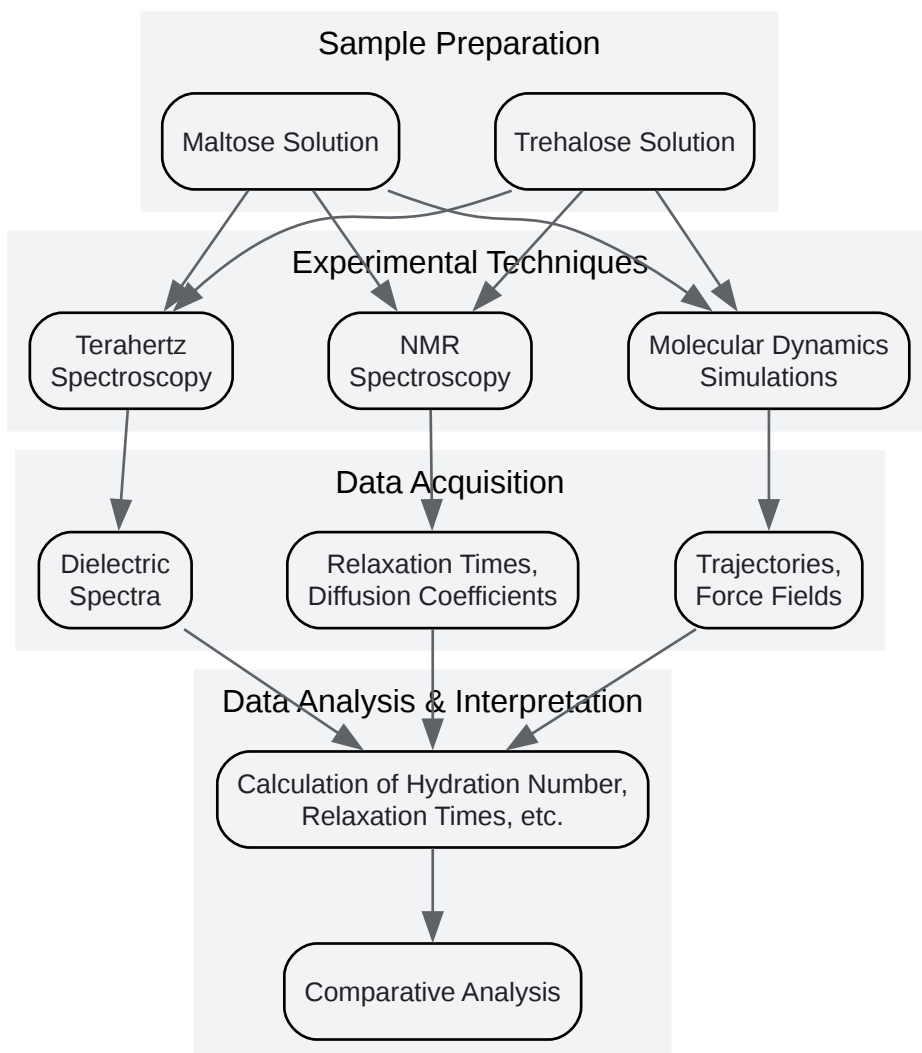 Sample Preparation
Maltose Solution
Trehalose Solution
Experimental Techniques
Terahertz
Spectroscopy
NMR
Spectroscopy
Molecular Dynamics
Simulations
Data Acquisition
Dielectric
Spectra
Relaxation Times,
Diffusion Coefficients
Trajectories,
Force Fields
Data Analysis & Interpretation
Calculation of Hydration Number,
Relaxation Times, etc.
Comparative Analysis